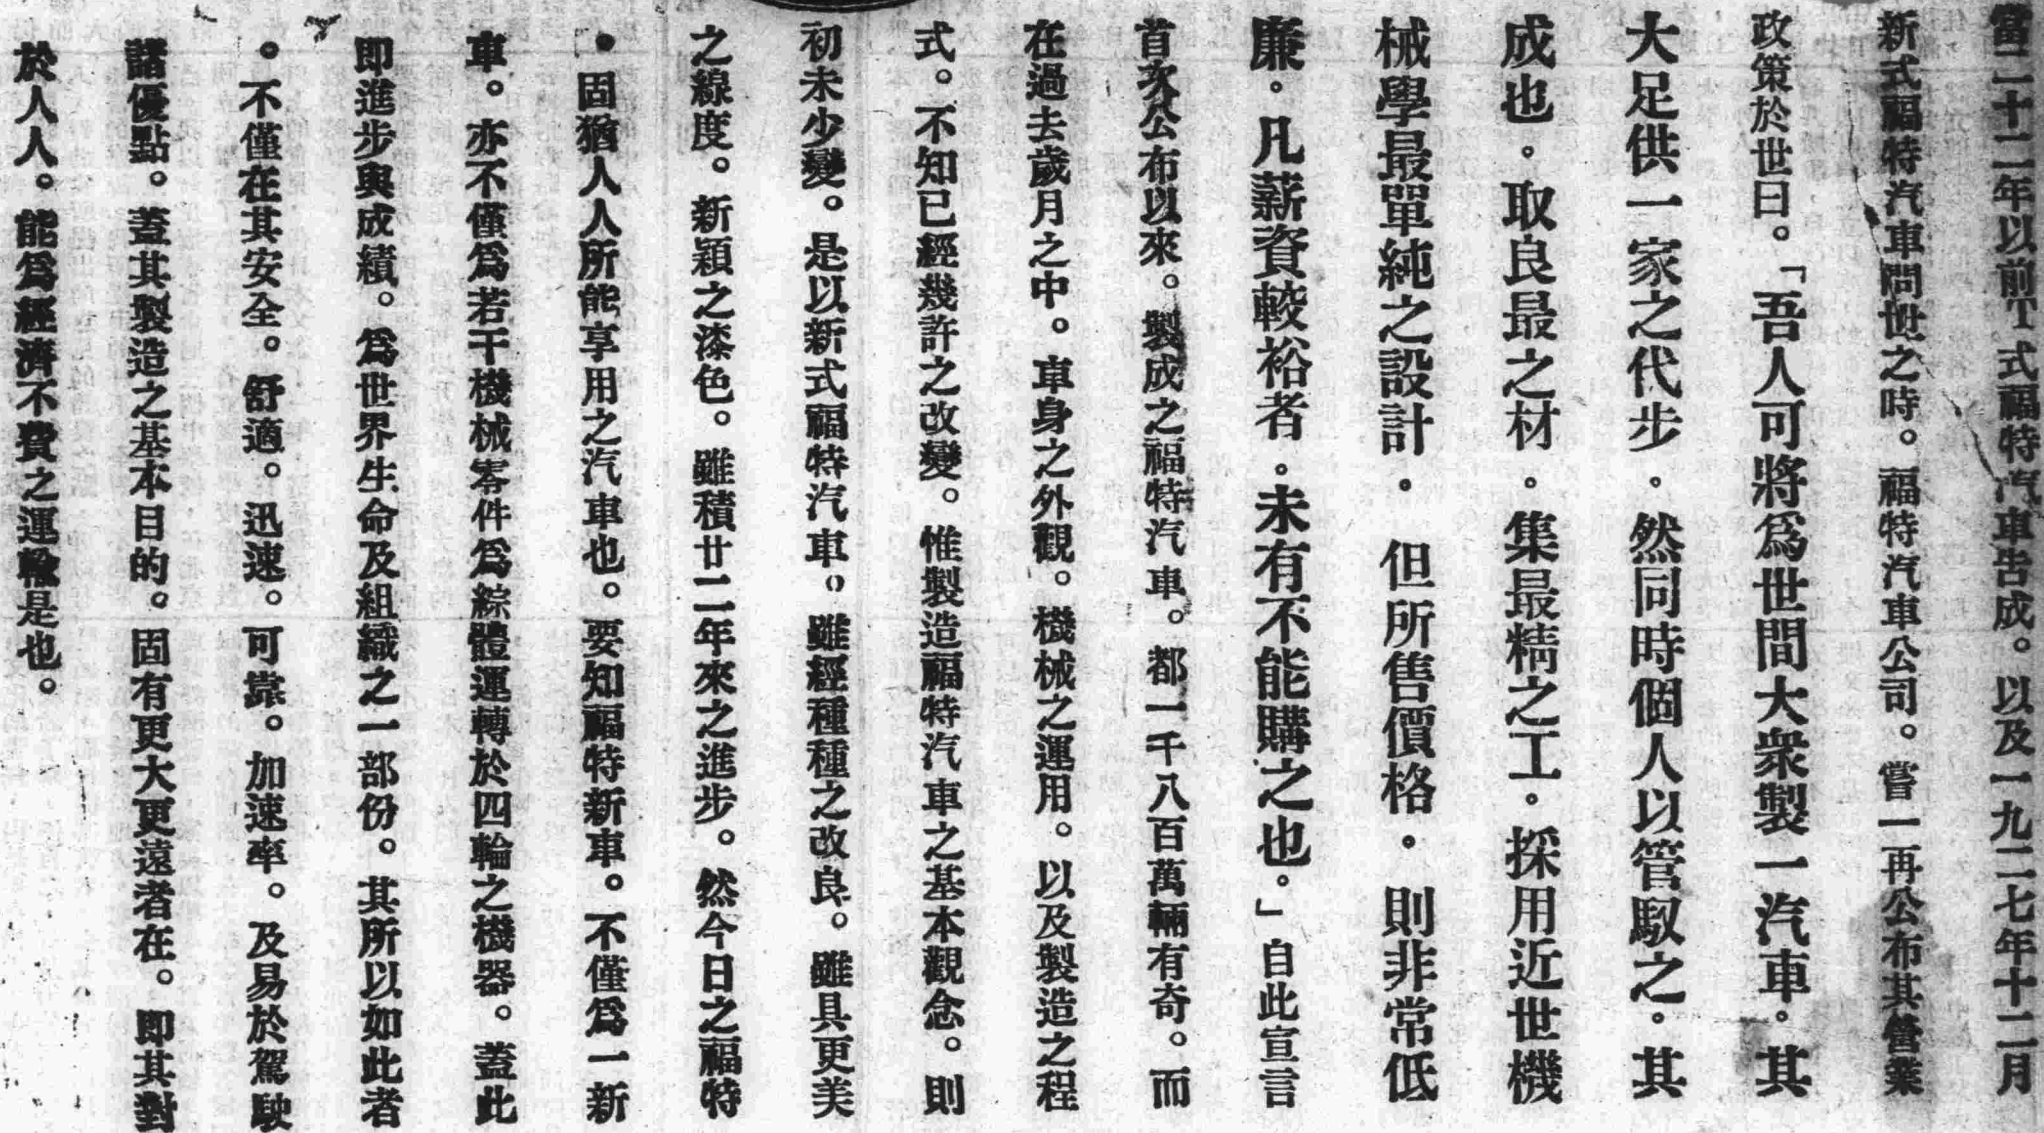 當二十二年以前T式福特汽車告成。以及一九二七年十二月
新式福特汽車問世之時。福特汽車公司。嘗一再公布其營業
政策於世曰。「吾人可將爲世間大衆製一汽車。其
大足供一家之代步。然同時個人以管馭之。其
成也。取良最之材。集最精之工。採用近世機
械學最單純之設計。但所售價格。則非常低
廉。凡薪資較裕者。未有不能購之也。」自此宣言
首次公布以來。製成之福特汽車。都一千八百萬輛有奇。而
在過去歲月之中。車身之外觀。機械之運用。以及製造之程
式。不知已經幾許之改變。惟製造福特汽車之基本觀念。則
初未少變。是以新式福特汽車。雖經種種之改良。雖具更美
之線度。新穎之漆色。雖積廿二年來之進步。然今日之福特
。固猶人人所能享用之汽車也。要知福特新車。不僅爲一新
車。亦不僅爲若干機械零件爲綜體運轉於四輪之機器。蓋此
即進步與成績。爲世界生命及組織之一部份。其所以如此者
。不僅在其安全。舒適。迅速。可靠。加速率。及易於駕駛
諸優點。蓋其製造之基本目的。固有更大更遠者在。即其對
於人人。能爲經濟不費之運輸是也。